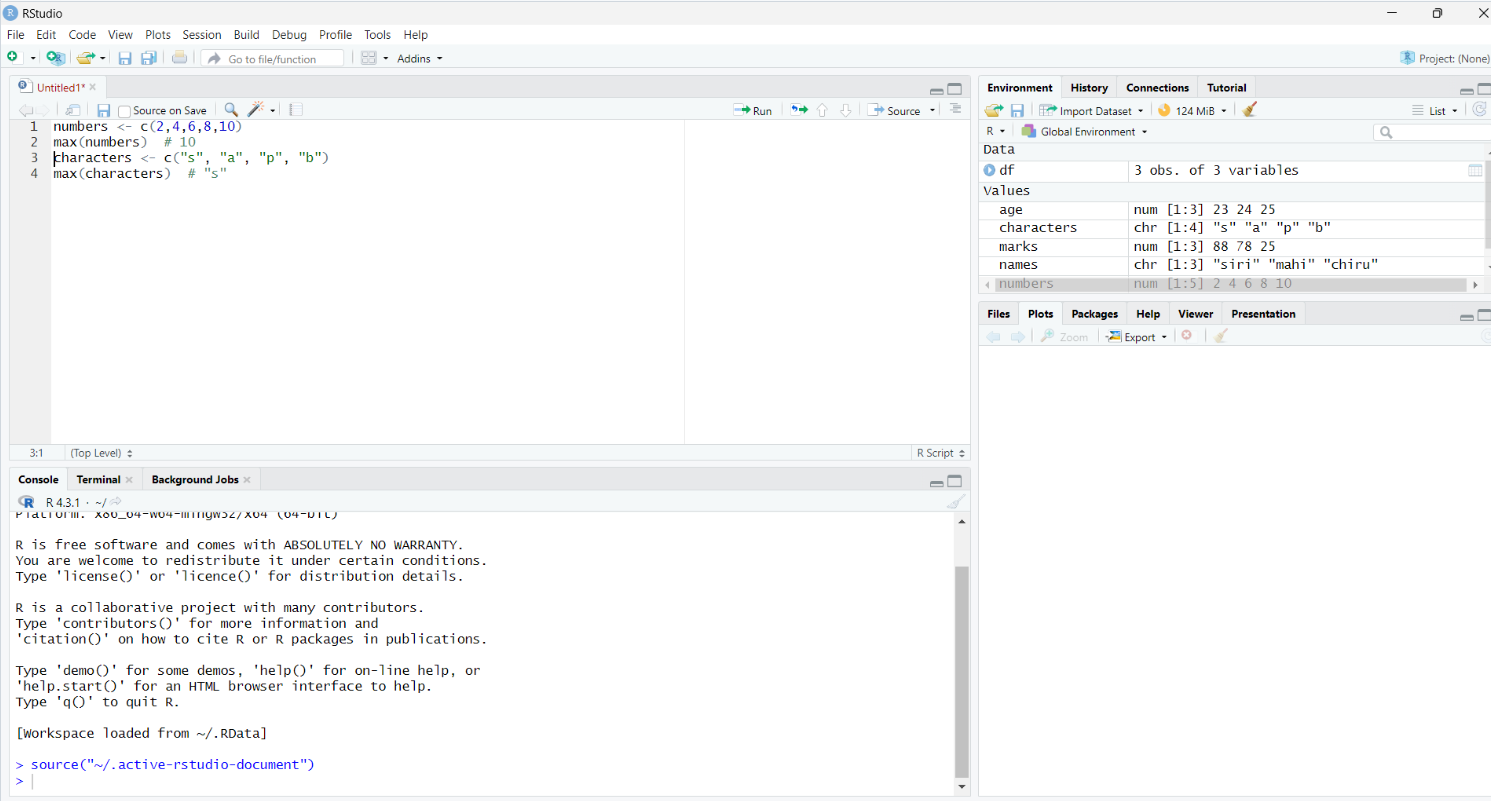 RStudio
File Edit Code View Plots Session Build Debug Profile Tools Help
Go to file/function Addins Project: (None)
Untitled1*
Source on Save Run Source
1 numbers <- c(2,4,6,8,10)
2 max(numbers) # 10
3 characters <- c("s", "a", "p", "b")
4 max(characters) # "s"
3:1 (Top Level) R Script
Console Terminal Background Jobs
R 4.3.1 · ~/
Platform: x86_64-w64-mingw32/x64 (64-bit)
R is free software and comes with ABSOLUTELY NO WARRANTY.
You are welcome to redistribute it under certain conditions.
Type 'license()' or 'licence()' for distribution details.
R is a collaborative project with many contributors.
Type 'contributors()' for more information and
'citation()' on how to cite R or R packages in publications.
Type 'demo()' for some demos, 'help()' for on-line help, or
'help.start()' for an HTML browser interface to help.
Type 'q()' to quit R.
[Workspace loaded from ~/.RData]
> source("~/.active-rstudio-document")
>
Environment History Connections Tutorial
Import Dataset 124 MiB List
R Global Environment
Data
df 3 obs. of 3 variables
Values
age num [1:3] 23 24 25
characters chr [1:4] "s" "a" "p" "b"
marks num [1:3] 88 78 25
names chr [1:3] "siri" "mahi" "chiru"
numbers num [1:5] 2 4 6 8 10
Files Plots Packages Help Viewer Presentation
Zoom Export